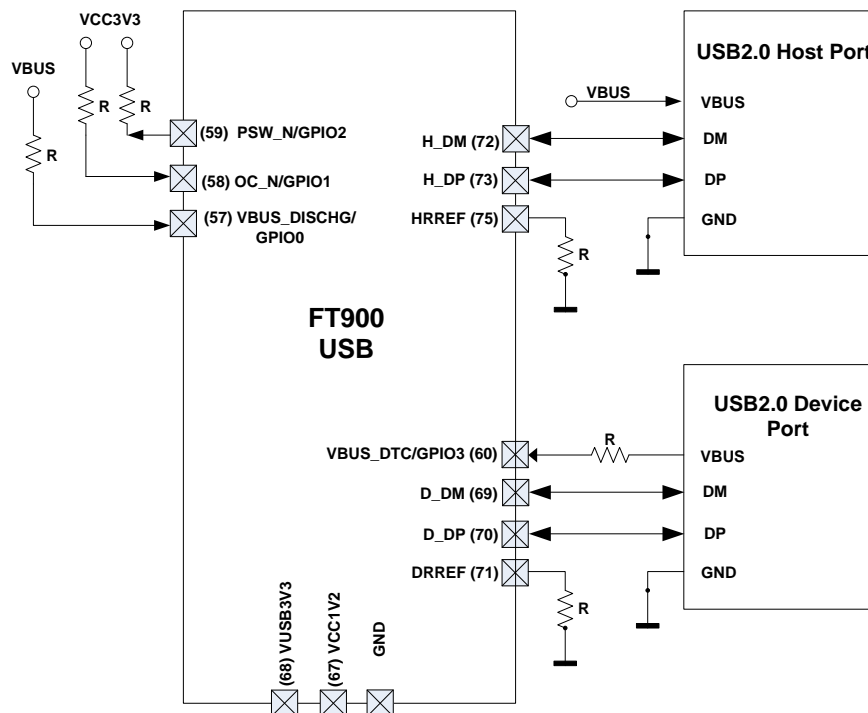 VCC3V3
VBUS
R
R
R
(59) PSW_N/GPIO2
(58) OC_N/GPIO1
(57) VBUS_DISCHG/
GPIO0
H_DM (72)
H_DP (73)
HRREF (75)
R
VBUS
USB2.0 Host Port
VBUS
DM
DP
GND
FT900
USB
VBUS_DTC/GPIO3 (60)
D_DM (69)
D_DP (70)
DRREF (71)
R
R
USB2.0 Device
Port
VBUS
DM
DP
GND
(68) VUSB3V3
(67) VCC1V2
GND